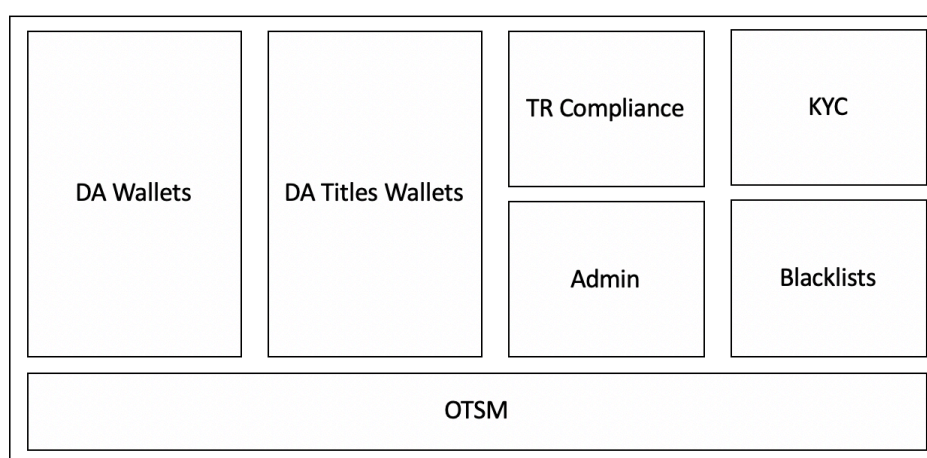 DA Wallets
DA Titles Wallets
TR Compliance
KYC
Admin
Blacklists
OTSM